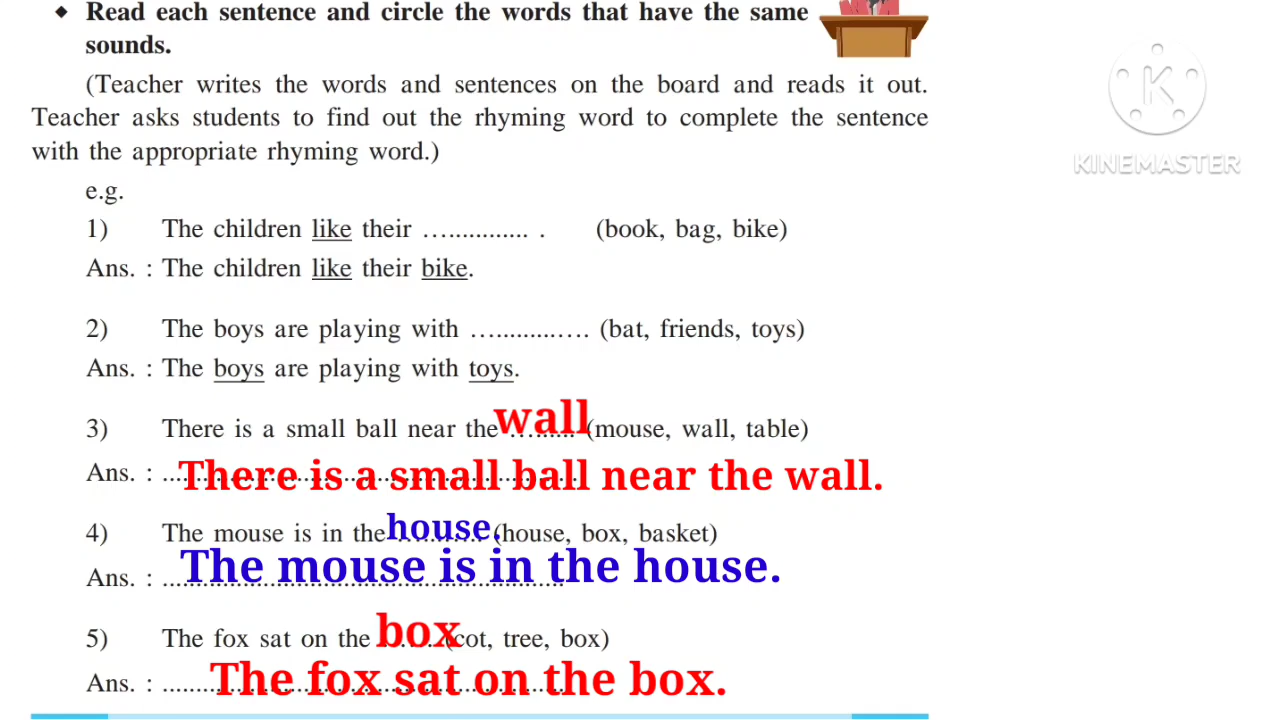 ◆ Read each sentence and circle the words that have the same
sounds.
(Teacher writes the words and sentences on the board and reads it out.
Teacher asks students to find out the rhyming word to complete the sentence
with the appropriate rhyming word.)
e.g.
1) The children like their …............ . (book, bag, bike)
Ans. : The children like their bike.
2) The boys are playing with ….........…. (bat, friends, toys)
Ans. : The boys are playing with toys.
3) There is a small ball near the wall (mouse, wall, table)
Ans. : There is a small ball near the wall.
4) The mouse is in the house. (house, box, basket)
Ans. : The mouse is in the house.
5) The fox sat on the box (cot, tree, box)
Ans. : The fox sat on the box.
K
KINEMASTER